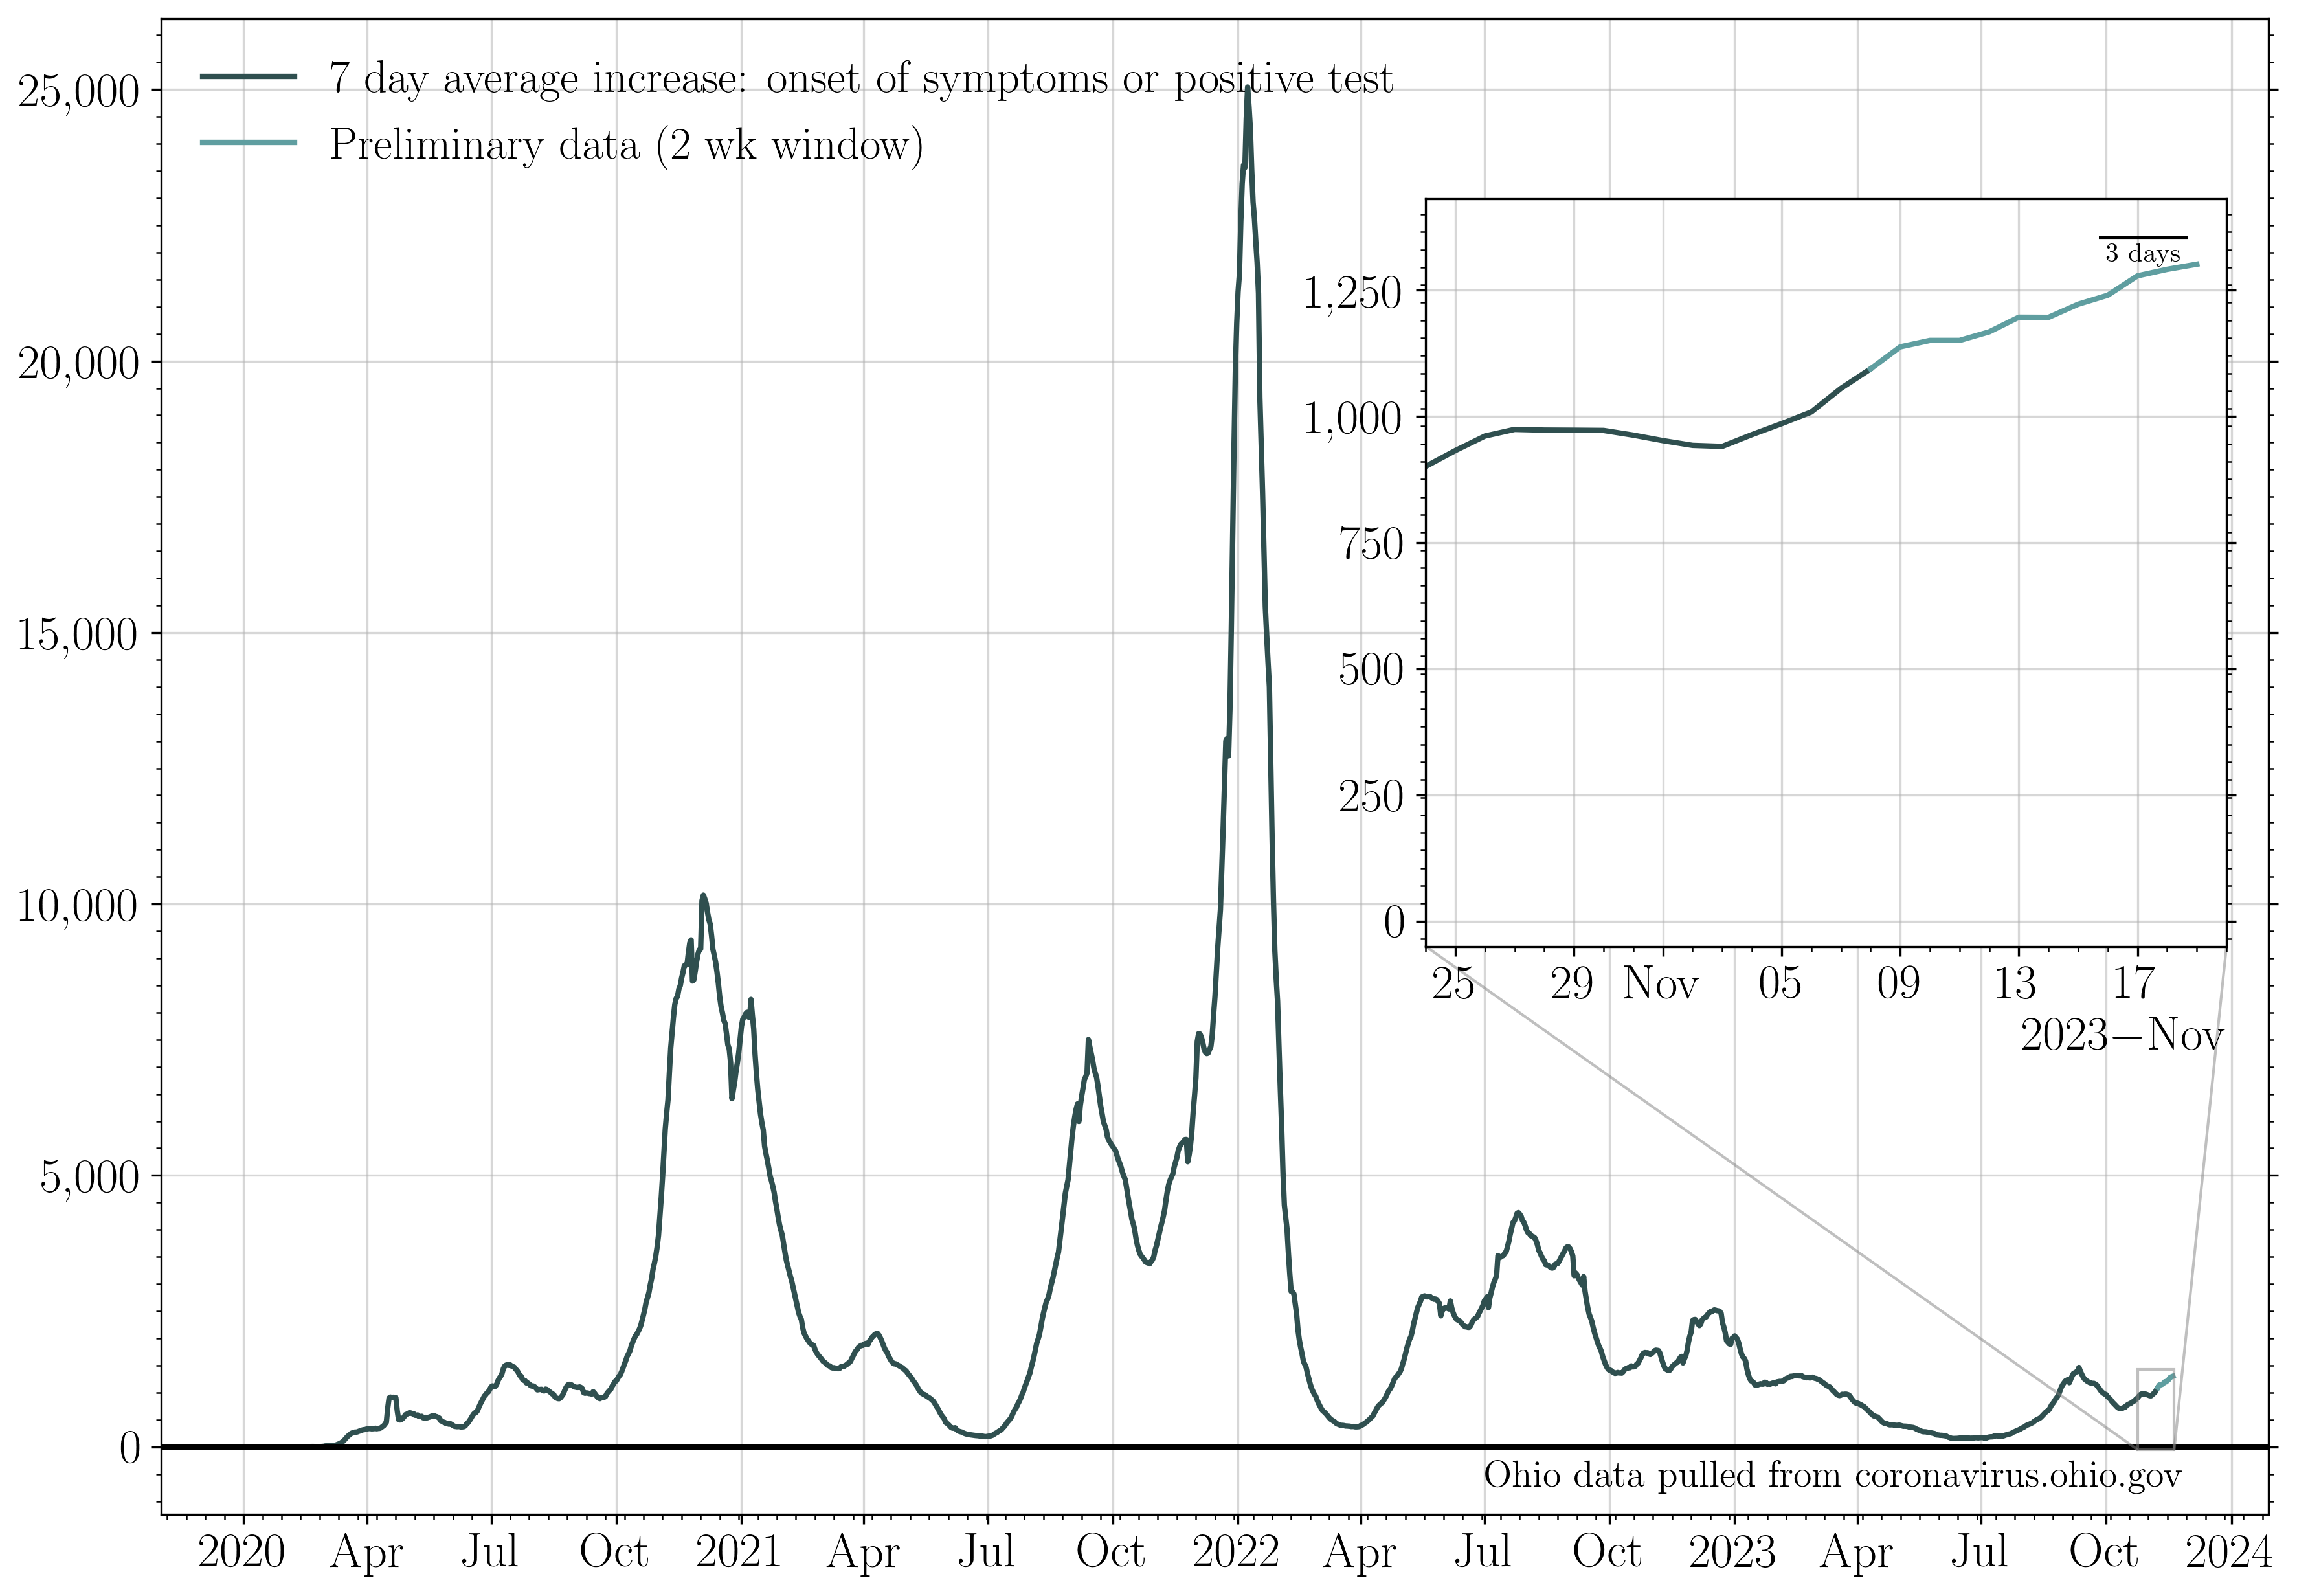 7 day average increase: onset of symptoms or positive test
Preliminary data (2 wk window)
25,000
20,000
15,000
10,000
5,000
0
3 days
1,250
1,000
750
500
250
0
25 29 Nov 05 09 13 17
2023−Nov
Ohio data pulled from coronavirus.ohio.gov
2020 Apr Jul Oct 2021 Apr Jul Oct 2022 Apr Jul Oct 2023 Apr Jul Oct 2024